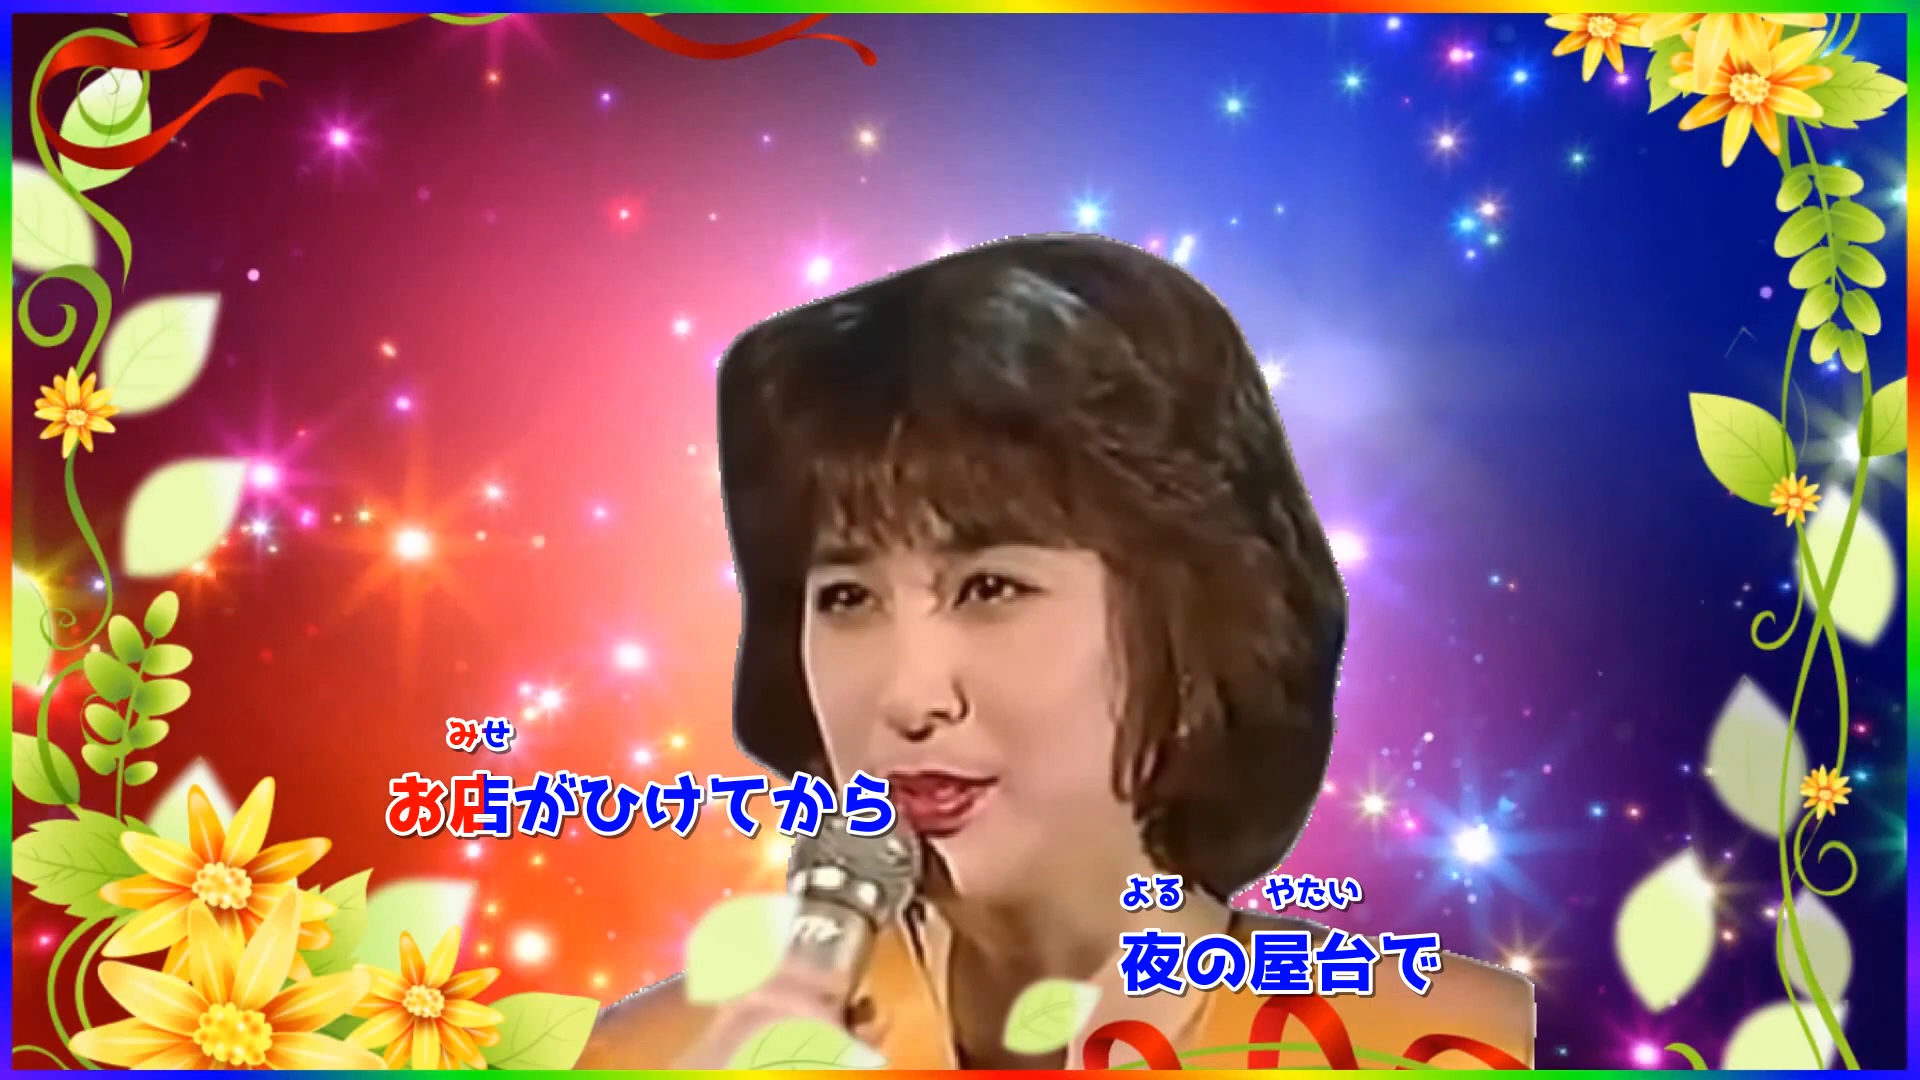 みせ
お店がひけてから
よる やたい
夜の屋台で